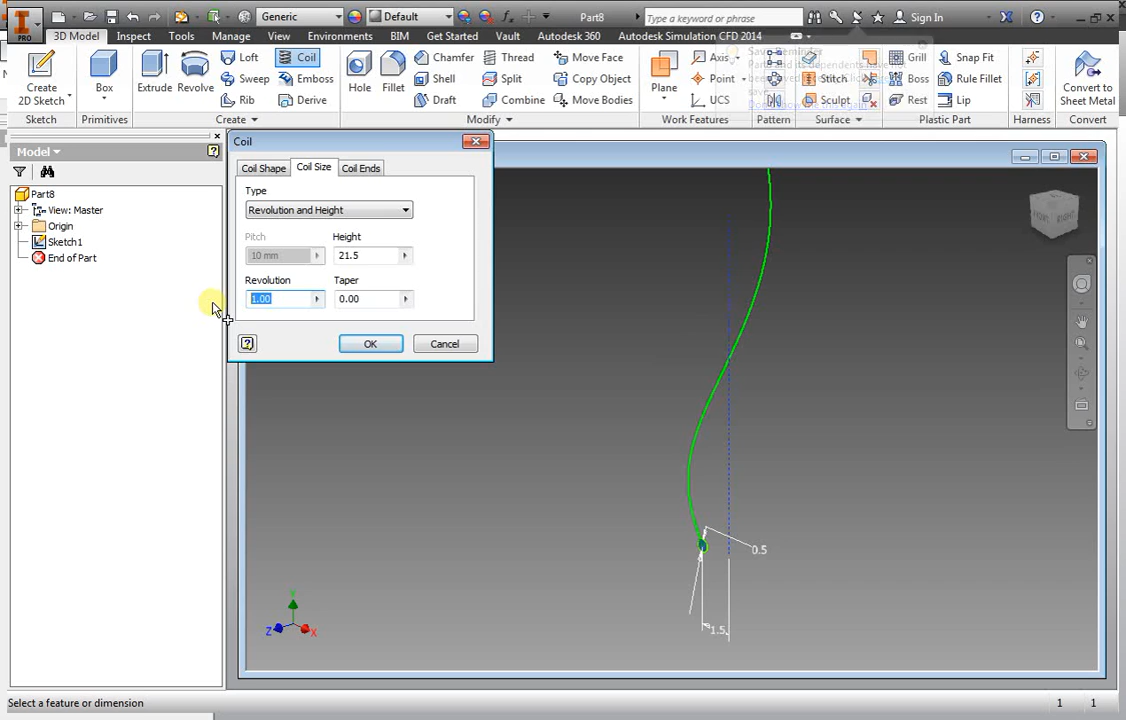 Generic
Default
Part8
Type a keyword or phrase
Sign In
PRO
3D Model
Inspect
Tools
Manage
View
Environments
BIM
Get Started
Vault
Autodesk 360
Autodesk Simulation CFD 2014
Create
2D Sketch
Box
Extrude
Revolve
Loft
Sweep
Rib
Coil
Emboss
Derive
Hole
Fillet
Chamfer
Shell
Draft
Thread
Split
Combine
Move Face
Copy Object
Move Bodies
Plane
Axis
Point
UCS
Stitch
Sculpt
Grill
Boss
Rest
Snap Fit
Rule Fillet
Lip
Convert to
Sheet Metal
Save Reminder
Sketch
Primitives
Create
Modify
Work Features
Pattern
Surface
Plastic Part
Harness
Convert
Model
Part8
View: Master
Origin
Sketch1
End of Part
Coil
Coil Shape
Coil Size
Coil Ends
Type
Revolution and Height
Pitch
Height
10 mm
21.5
Revolution
Taper
1.00
0.00
OK
Cancel
FRONT
RIGHT
0.5
1.5
Y
Z
X
Select a feature or dimension
1
1